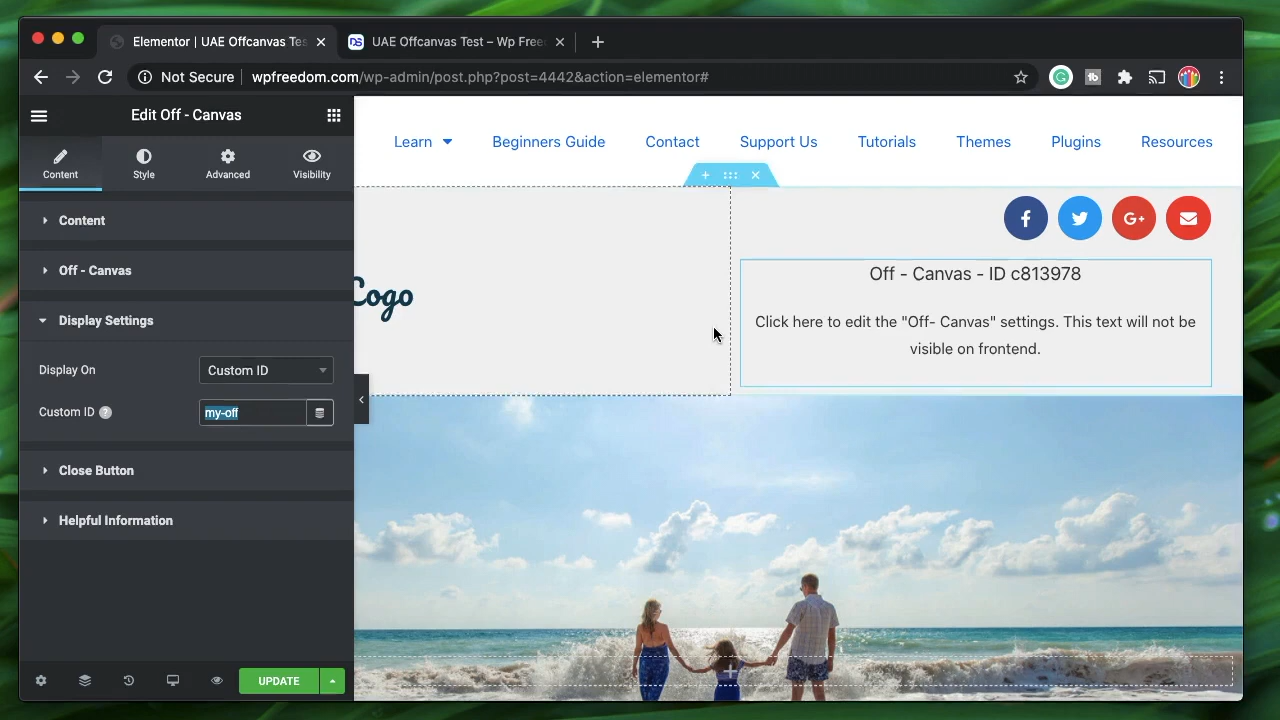 Elementor | UAE Offcanvas Tes
UAE Offcanvas Test – Wp Free
Not Secure
wpfreedom.com/wp-admin/post.php?post=4442&action=elementor#
Edit Off - Canvas
Content
Style
Advanced
Visibility
Content
Off - Canvas
Display Settings
Display On
Custom ID
Custom ID
my-off
Close Button
Helpful Information
UPDATE
Learn
Beginners Guide
Contact
Support Us
Tutorials
Themes
Plugins
Resources
Logo
Off - Canvas - ID c813978
Click here to edit the "Off- Canvas" settings. This text will not be
visible on frontend.